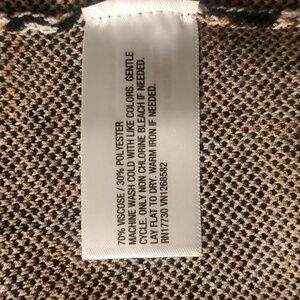 70% VISCOSE / 30% POLYESTER
MACHINE WASH COLD WITH LIKE COLORS. GENTLE
CYCLE. ONLY NON CHLORINE BLEACH IF NEEDED.
LAY FLAT TO DRY. WARM IRON IF NEEDED.
RN17730 VN1268582